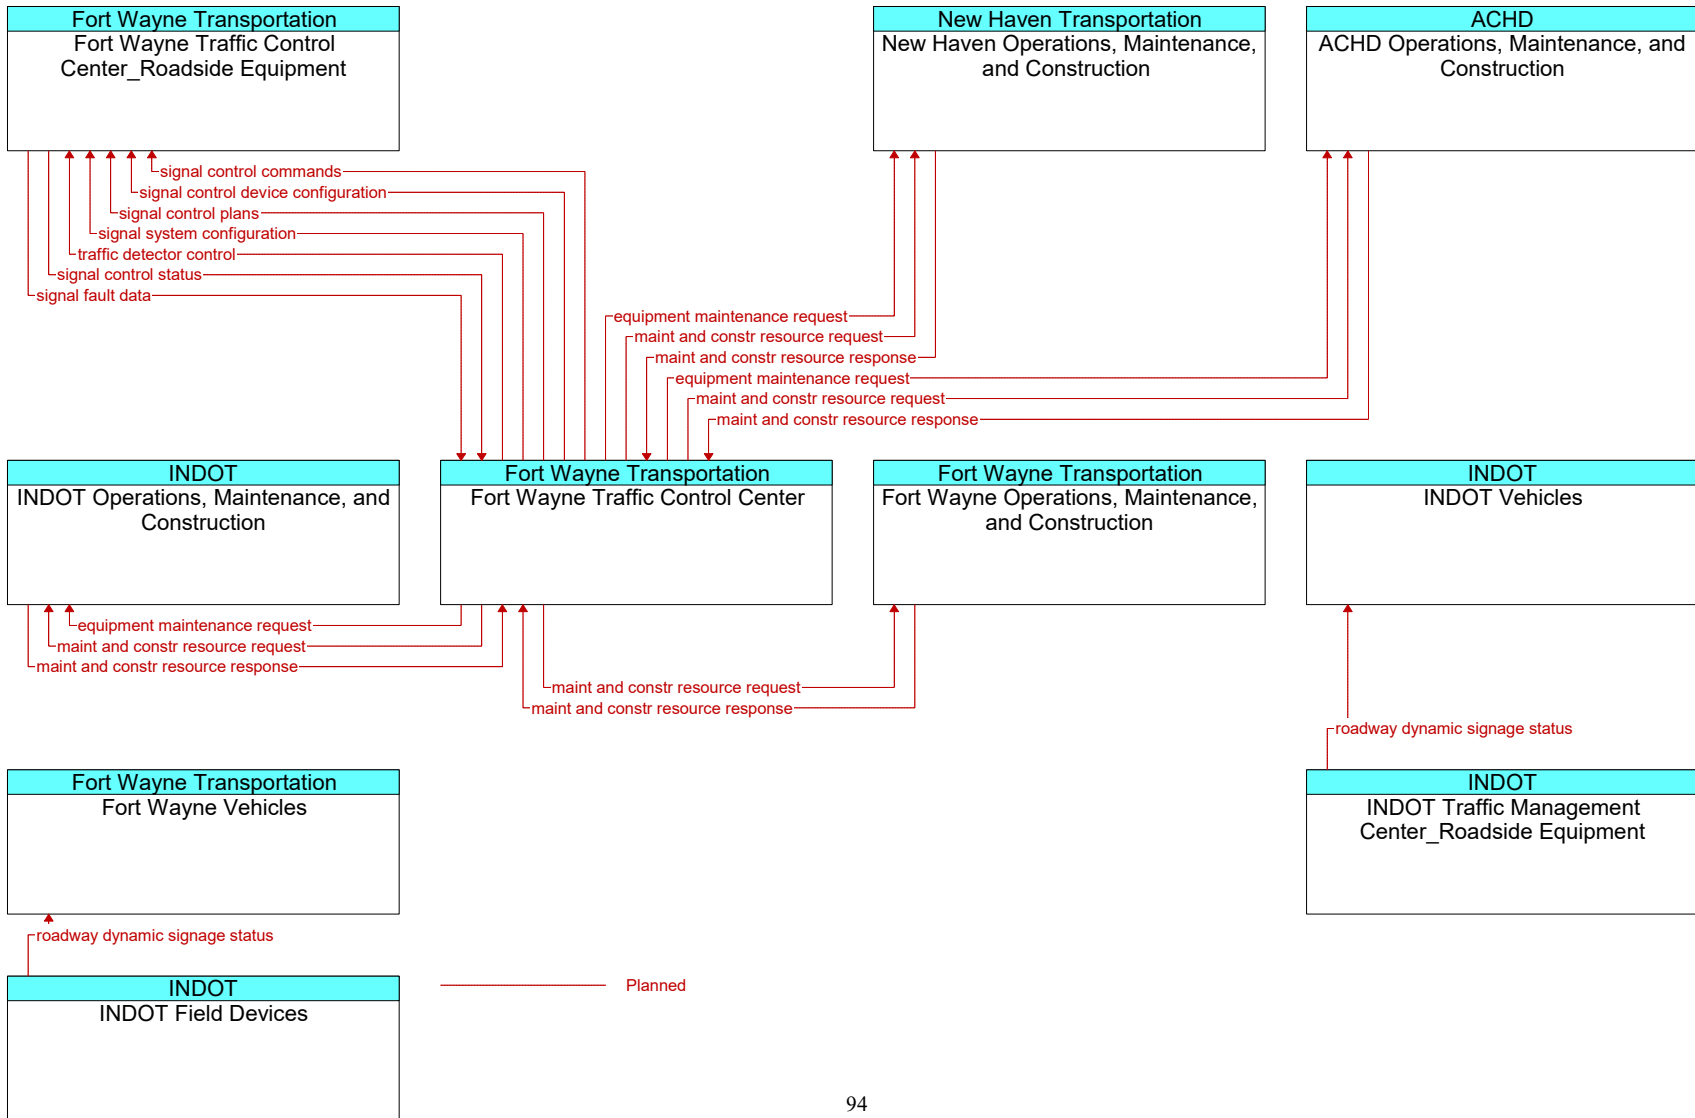 Fort Wayne Transportation
Fort Wayne Traffic Control
Center_Roadside Equipment
New Haven Transportation
New Haven Operations, Maintenance,
and Construction
ACHD
ACHD Operations, Maintenance, and
Construction
signal control commands
signal control device configuration
signal control plans
signal system configuration
traffic detector control
signal control status
signal fault data
equipment maintenance request
maint and constr resource request
maint and constr resource response
equipment maintenance request
maint and constr resource request
maint and constr resource response
INDOT
INDOT Operations, Maintenance, and
Construction
Fort Wayne Transportation
Fort Wayne Traffic Control Center
Fort Wayne Transportation
Fort Wayne Operations, Maintenance,
and Construction
INDOT
INDOT Vehicles
equipment maintenance request
maint and constr resource request
maint and constr resource response
maint and constr resource request
maint and constr resource response
roadway dynamic signage status
Fort Wayne Transportation
Fort Wayne Vehicles
INDOT
INDOT Traffic Management
Center_Roadside Equipment
roadway dynamic signage status
INDOT
INDOT Field Devices
Planned
94